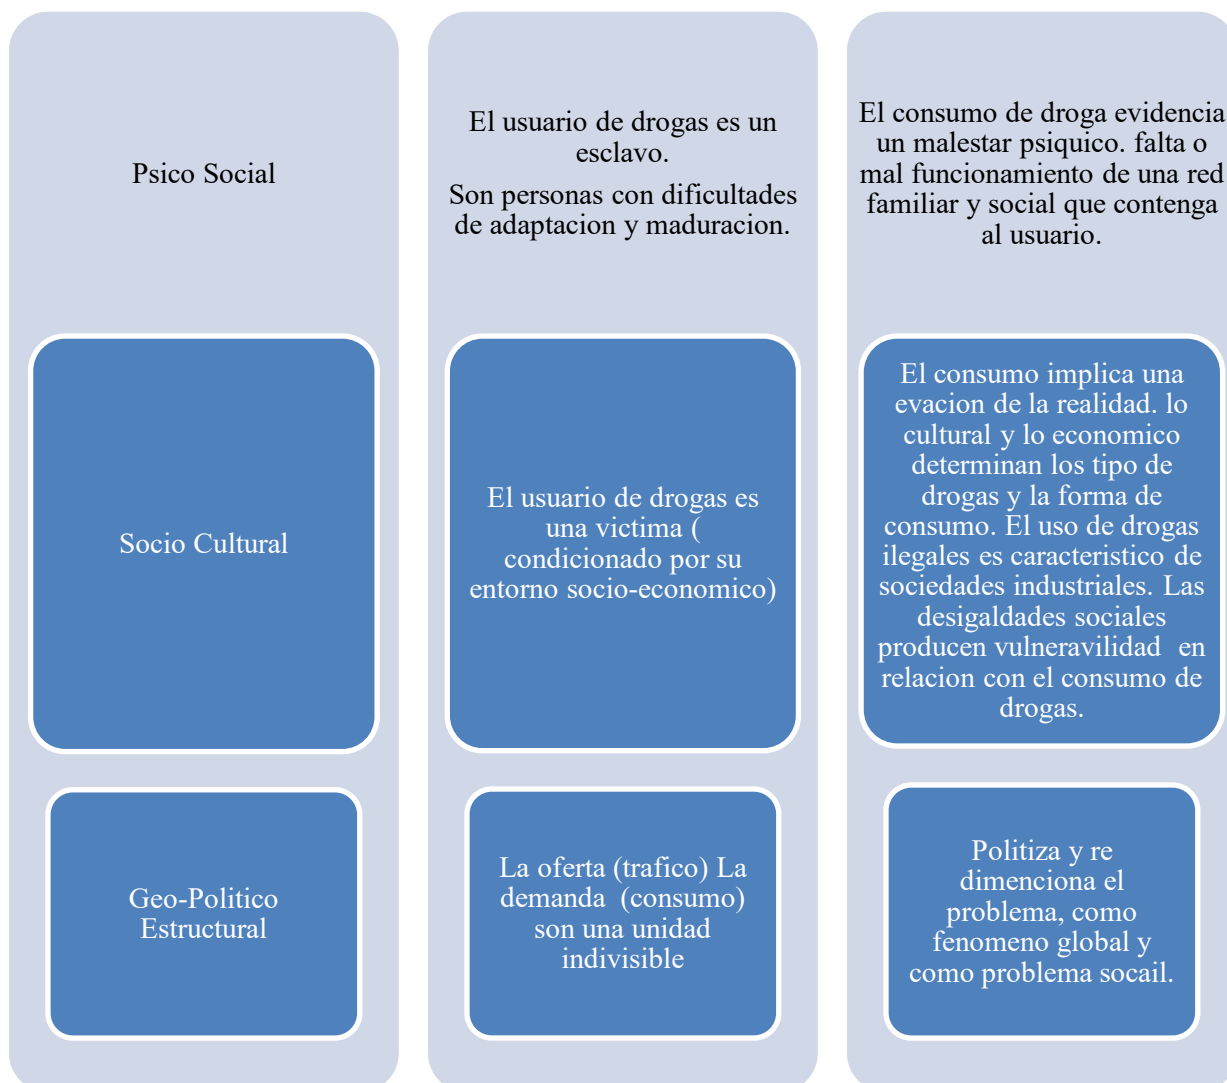 Psico Social
El usuario de drogas es un
esclavo.
Son personas con dificultades
de adaptacion y maduracion.
El consumo de droga evidencia
un malestar psiquico. falta o
mal funcionamiento de una red
familiar y social que contenga
al usuario.
Socio Cultural
El usuario de drogas es
una victima (
condicionado por su
entorno socio-economico)
El consumo implica una
evacion de la realidad. lo
cultural y lo economico
determinan los tipo de
drogas y la forma de
consumo. El uso de drogas
ilegales es caracteristico de
sociedades industriales. Las
desigaldades sociales
producen vulneravilidad en
relacion con el consumo de
drogas.
Geo-Politico
Estructural
La oferta (trafico) La
demanda (consumo)
son una unidad
indivisible
Politiza y re
dimenciona el
problema, como
fenomeno global y
como problema socail.